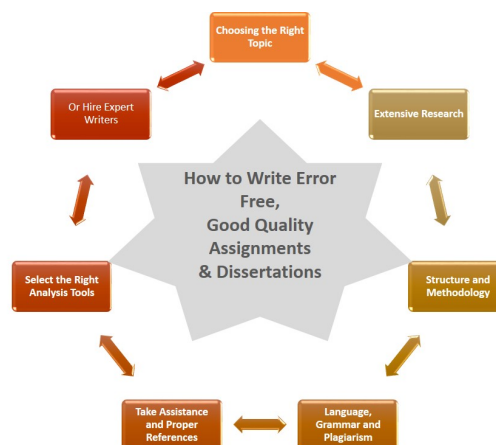 Choosing the Right
Topic
Or Hire Expert
Writers
Extensive Research
How to Write Error
Free,
Good Quality
Assignments
& Dissertations
Select the Right
Analysis Tools
Structure and
Methodology
Take Assistance
and Proper
References
Language,
Grammar and
Plagiarism